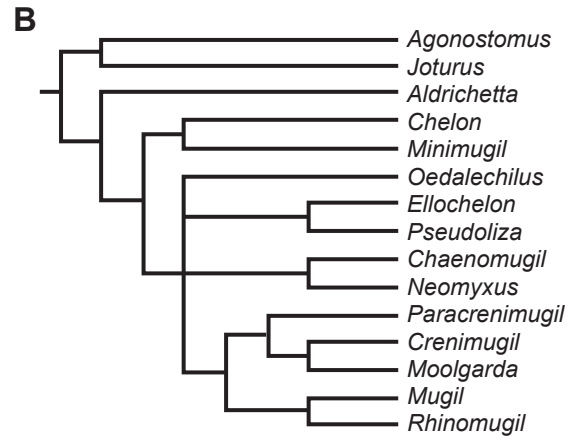 B
Agonostomus
Joturus
Aldrichetta
Chelon
Minimugil
Oedalechilus
Ellochelon
Pseudoliza
Chaenomugil
Neomyxus
Paracrenimugil
Crenimugil
Moolgarda
Mugil
Rhinomugil